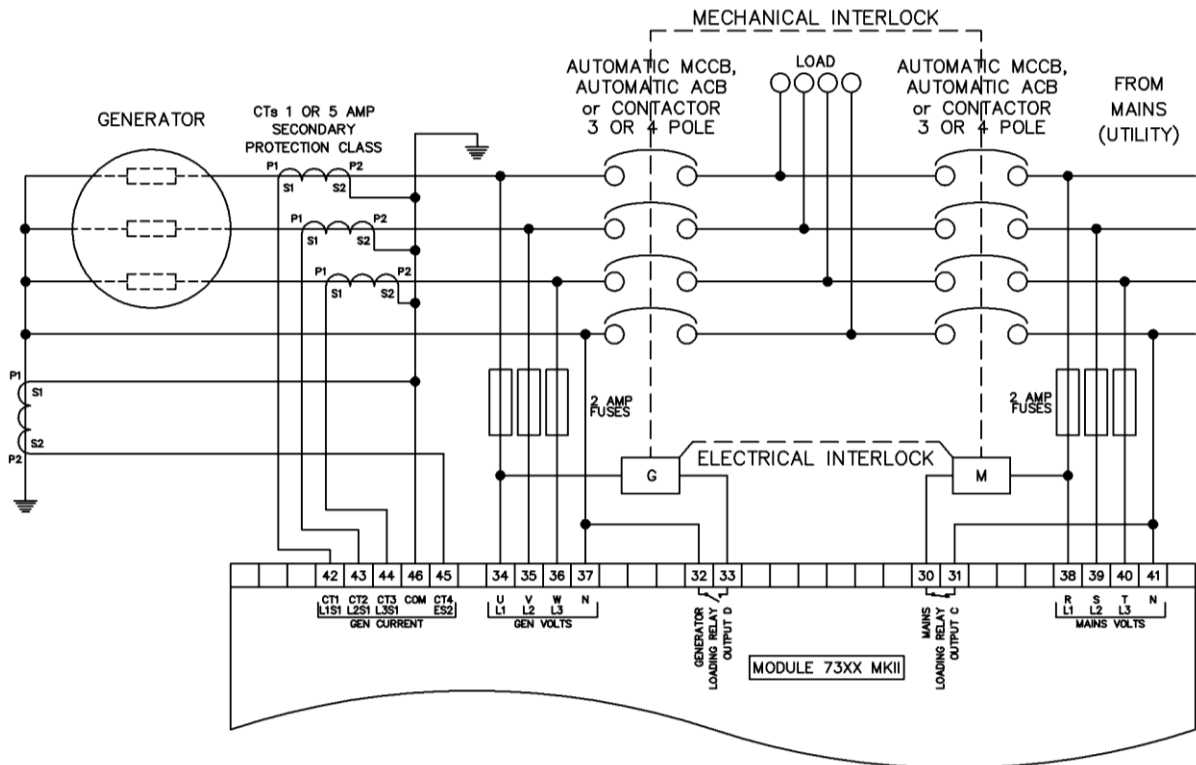 MECHANICAL INTERLOCK
AUTOMATIC MCCB,
AUTOMATIC ACB
or CONTACTOR
3 OR 4 POLE
LOAD
AUTOMATIC MCCB,
AUTOMATIC ACB
or CONTACTOR
3 OR 4 POLE
FROM
MAINS
(UTILITY)
GENERATOR
CTs 1 OR 5 AMP
SECONDARY
PROTECTION CLASS
P1 P2
S1 S2
P1 P2
S1 S2
P1 P2
S1 S2
P1
S1
S2
P2
2 AMP
FUSES
2 AMP
FUSES
ELECTRICAL INTERLOCK
G
M
42 43 44 46 45 34 35 36 37 32 33 30 31 38 39 40 41
CT1 CT2 CT3 COM CT4
L1S1 L2S1 L3S1 ES2
GEN CURRENT
U V W N
L1 L2 L3
GEN VOLTS
GENERATOR
LOADING RELAY
OUTPUT D
MAINS
LOADING RELAY
OUTPUT C
R S T N
L1 L2 L3
MAINS VOLTS
MODULE 73XX MKII